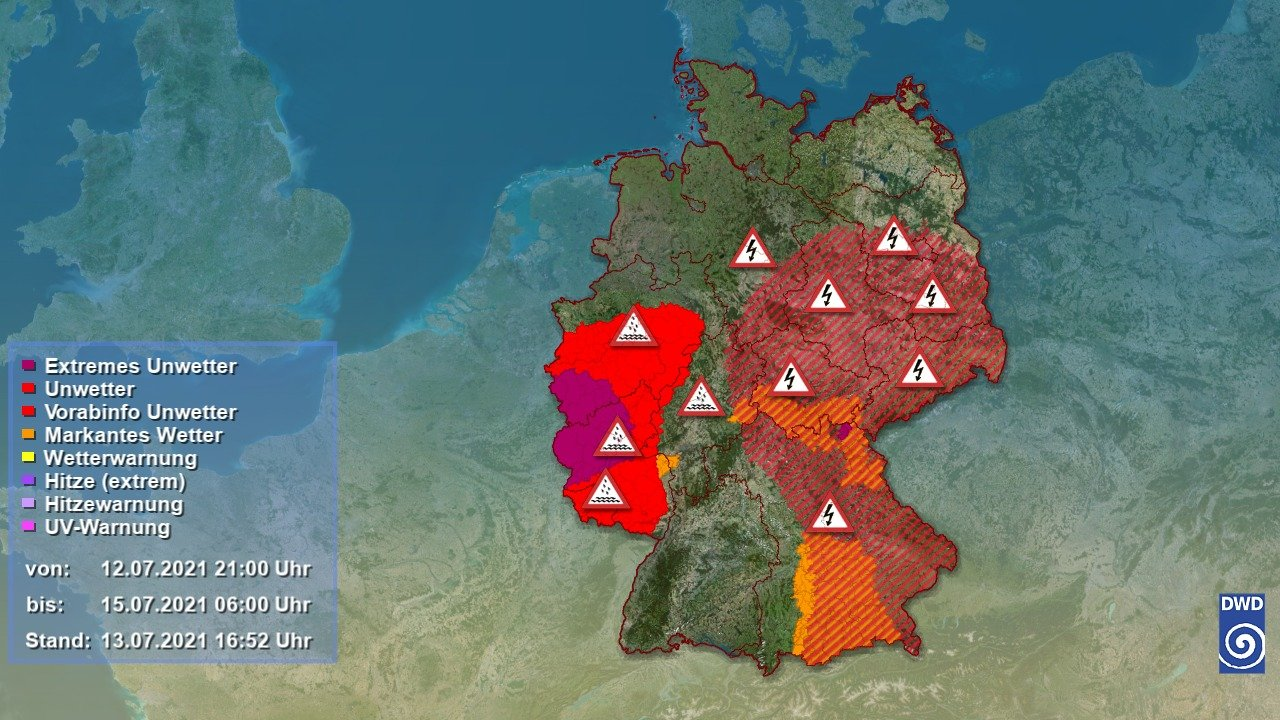 Extremes Unwetter
Unwetter
Vorabinfo Unwetter
Markantes Wetter
Wetterwarnung
Hitze (extrem)
Hitzewarnung
UV-Warnung
von: 12.07.2021 21:00 Uhr
bis: 15.07.2021 06:00 Uhr
Stand: 13.07.2021 16:52 Uhr
DWD